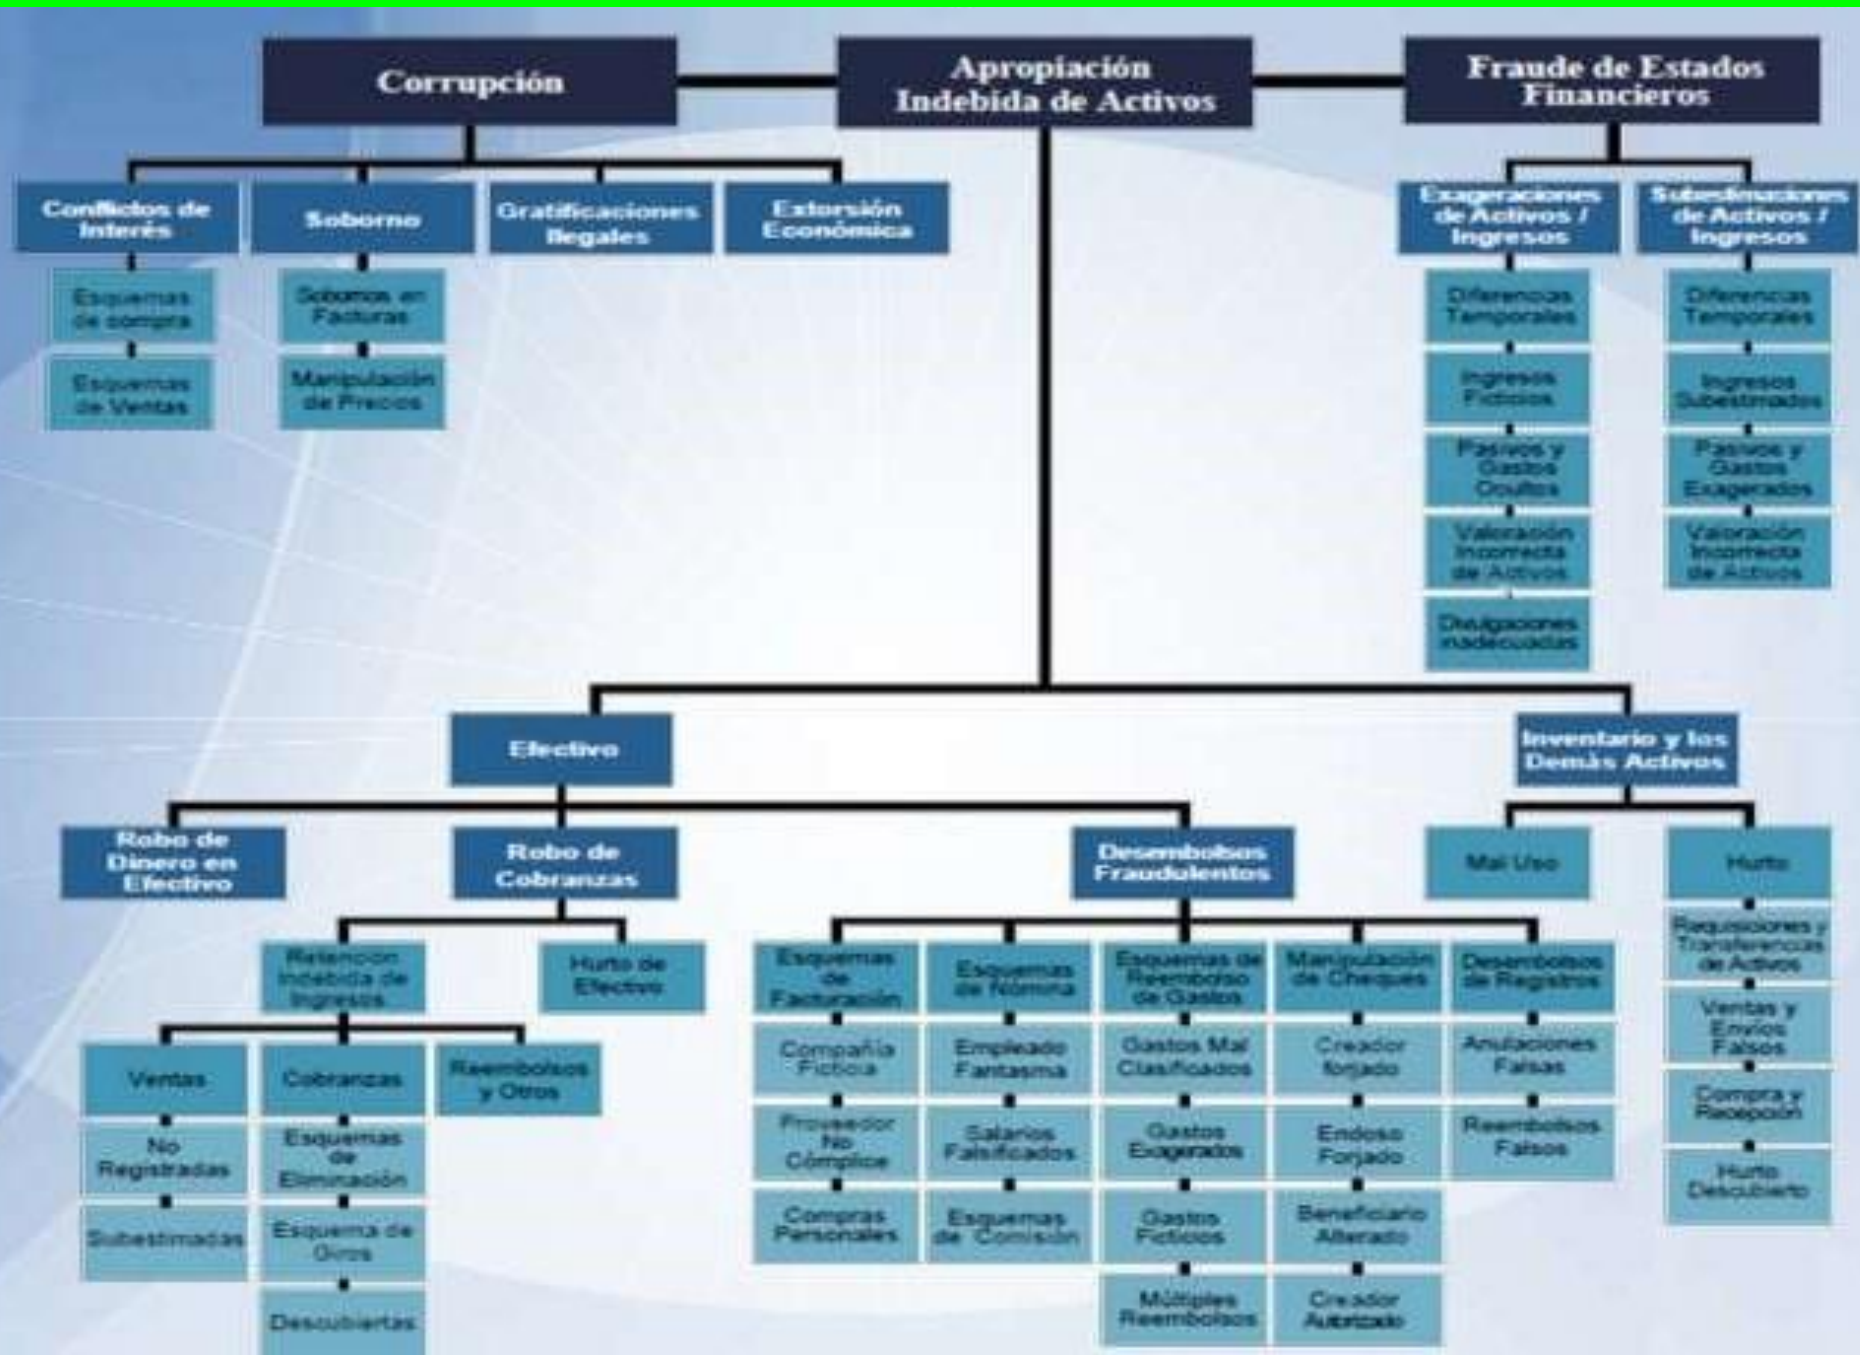 Corrupción
Apropiación
Indebida de Activos
Fraude de Estados
Financieros
Conflictos de
Interés
Soborno
Gratificaciones
Ilegales
Extorsión
Económica
Exageraciones
de Activos /
Ingresos
Subestimaciones
de Activos /
Ingresos
Esquemas
de compra
Esquemas
de Ventas
Sobornos en
Facturas
Manipulación
de Precios
Diferencias
Temporales
Ingresos
Ficticios
Pasivos y
Gastos
Ocultos
Valoración
Incorrecta
de Activos
Divulgaciones
inadecuadas
Diferencias
Temporales
Ingresos
Subestimados
Pasivos y
Gastos
Exagerados
Valoración
Incorrecta
de Activos
Efectivo
Inventario y los
Demás Activos
Robo de
Dinero en
Efectivo
Robo de
Cobranzas
Desembolsos
Fraudulentos
Mal Uso
Hurto
Retención
Indebida de
Ingresos
Hurto de
Efectivo
Ventas
Cobranzas
Reembolsos
y Otros
No
Registradas
Subestimadas
Esquemas
de
Eliminación
Esquema de
Giros
Descubiertas
Esquemas
de
Facturación
Compañía
Ficticia
Proveedor
No
Cómplice
Compras
Personales
Esquemas
de Nómina
Empleado
Fantasma
Salarios
Falsificados
Esquemas
de Comisión
Esquemas de
Reembolso
de Gastos
Gastos Mal
Clasificados
Gastos
Exagerados
Gastos
Ficticios
Múltiples
Reembolsos
Manipulación
de Cheques
Creador
forjado
Endoso
Forjado
Beneficiario
Alterado
Creador
Autorizado
Desembolsos
de Registros
Anulaciones
Falsas
Reembolsos
Falsos
Requisiciones y
Transferencias
de Activos
Ventas y
Envíos
Falsos
Compra y
Recepción
Hurto
Descubierto